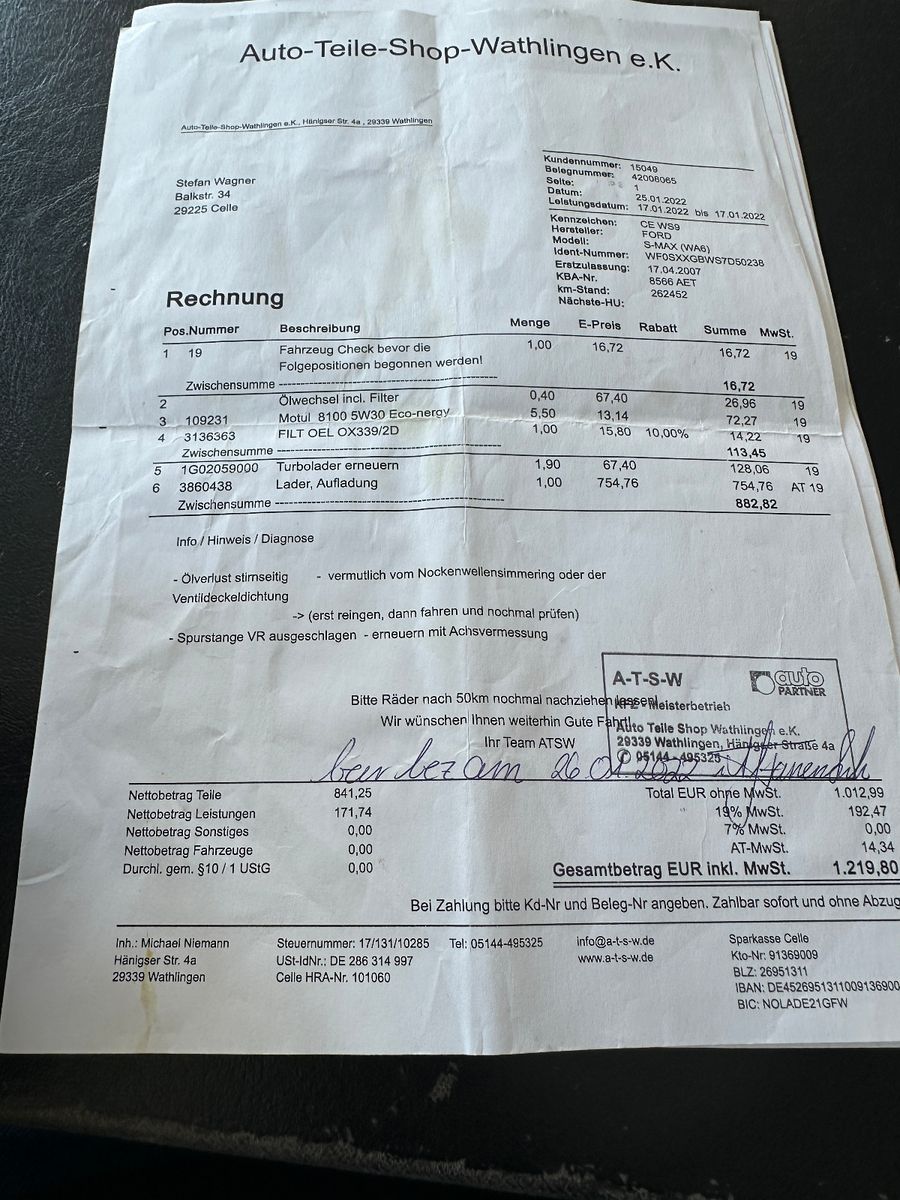 Auto-Teile-Shop-Wathlingen e.K.
Auto-Teile-Shop-Wathlingen e.K., Hänigser Str. 4a , 29339 Wathlingen
Stefan Wagner
Balkstr. 34
29225 Celle
Kundennummer: 15049
Belegnummer: 42008065
Seite: 1
Datum: 25.01.2022
Leistungsdatum: 17.01.2022 bis 17.01.2022
Kennzeichen: CE WS9
Hersteller: FORD
Modell: S-MAX (WA6)
Ident-Nummer: WF0SXXGBWS7D50238
Erstzulassung: 17.04.2007
KBA-Nr. 8566 AET
km-Stand: 262452
Nächste-HU:
Rechnung
Pos.Nummer Beschreibung Menge E-Preis Rabatt Summe MwSt.
1 19 Fahrzeug Check bevor die 1,00 16,72 16,72 19
Folgepositionen begonnen werden!
Zwischensumme 16,72
2 Ölwechsel incl. Filter 0,40 67,40 26,96 19
3 109231 Motul 8100 5W30 Eco-nergy 5,50 13,14 72,27 19
4 3136363 FILT OEL OX339/2D 1,00 15,80 10,00% 14,22 19
Zwischensumme 113,45
5 1G02059000 Turbolader erneuern 1,90 67,40 128,06 19
6 3860438 Lader, Aufladung 1,00 754,76 754,76 AT 19
Zwischensumme 882,82
Info / Hinweis / Diagnose
- Ölverlust stirnseitig - vermutlich vom Nockenwellensimmering oder der
Ventildeckeldichtung
-> (erst reingen, dann fahren und nochmal prüfen)
- Spurstange VR ausgeschlagen - erneuern mit Achsvermessung
Bitte Räder nach 50km nochmal nachziehen lassen!
Wir wünschen Ihnen weiterhin Gute Fahrt!
Ihr Team ATSW
A-T-S-W
auto
PARTNER
KFZ-Meisterbetrieb
Auto Teile Shop Wathlingen e.K.
29339 Wathlingen, Hänigser Straße 4a
✆ 05144-495325
am 26
Nettobetrag Teile 841,25
Nettobetrag Leistungen 171,74
Nettobetrag Sonstiges 0,00
Nettobetrag Fahrzeuge 0,00
Durchl. gem. §10 / 1 UStG 0,00
Total EUR ohne MwSt. 1.012,99
19% MwSt. 192,47
7% MwSt. 0,00
AT-MwSt. 14,34
Gesamtbetrag EUR inkl. MwSt. 1.219,80
Bei Zahlung bitte Kd-Nr und Beleg-Nr angeben. Zahlbar sofort und ohne Abzug
Inh.: Michael Niemann
Hänigser Str. 4a
29339 Wathlingen
Steuernummer: 17/131/10285
USt-IdNr.: DE 286 314 997
Celle HRA-Nr. 101060
Tel: 05144-495325
info@a-t-s-w.de
www.a-t-s-w.de
Sparkasse Celle
Kto-Nr: 91369009
BLZ: 26951311
IBAN: DE4526951311009136900
BIC: NOLADE21GFW